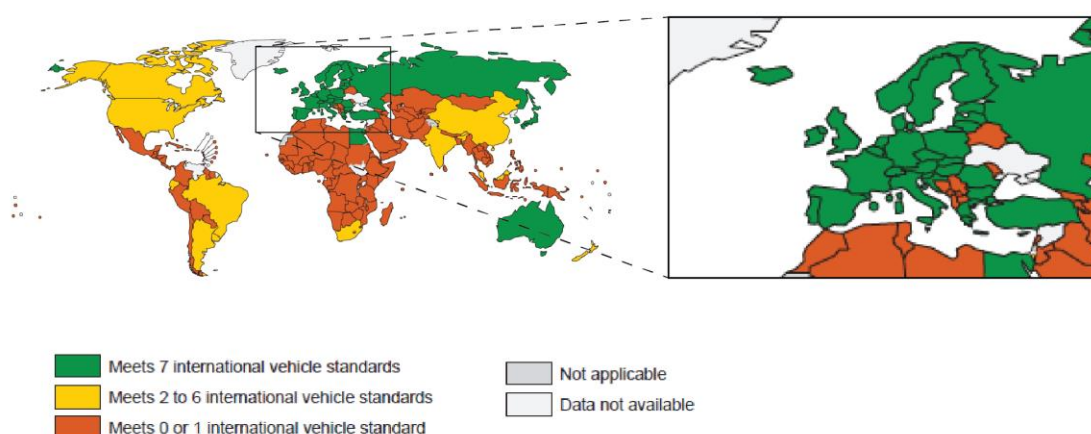 Meets 7 international vehicle standards
Meets 2 to 6 international vehicle standards
Meets 0 or 1 international vehicle standard
Not applicable
Data not available